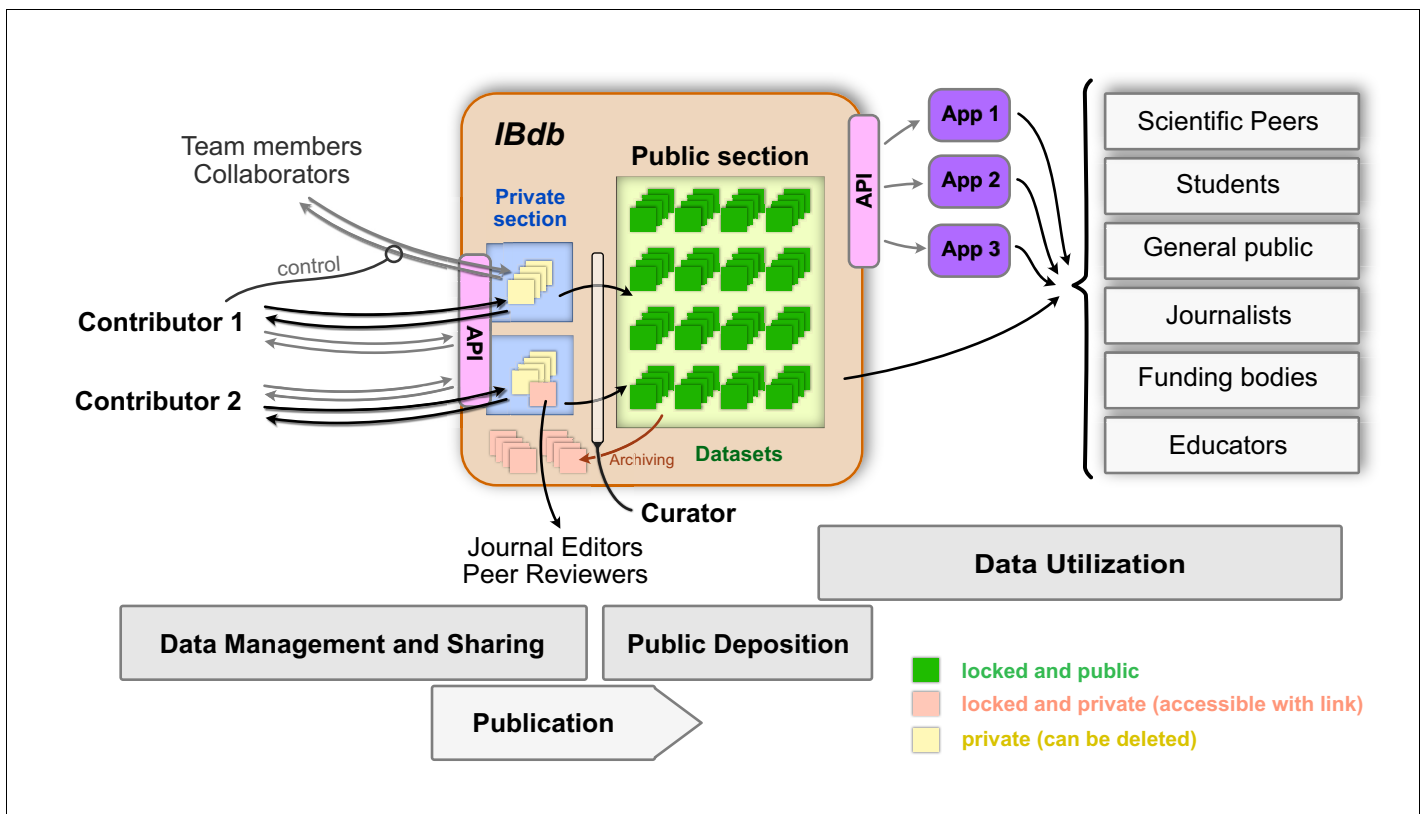 IBdb
Team members
Collaborators
control
Contributor 1
Contributor 2
Private
section
API
Public section
Datasets
Archiving
Curator
Journal Editors
Peer Reviewers
API
App 1
App 2
App 3
Scientific Peers
Students
General public
Journalists
Funding bodies
Educators
Data Utilization
Data Management and Sharing
Public Deposition
Publication
locked and public
locked and private (accessible with link)
private (can be deleted)